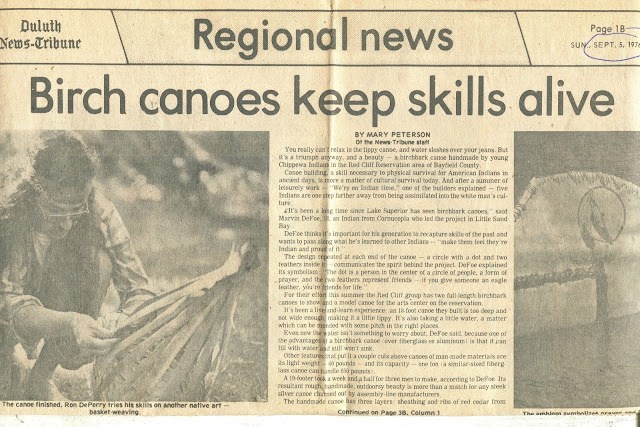 Duluth
News-Tribune
Regional news
Page 1B
SUN., SEPT. 5, 197
Birch canoes keep skills alive
BY MARY PETERSON
Of the News-Tribune staff
You really can't relax in the tippy canoe, and water sloshes over your jeans. But
it's a triumph anyway, and a beauty — a birchbark canoe handmade by young
Chippewa Indians in the Red Cliff Reservation area of Bayfield County.
Canoe building, a skill necessary to physical survival for American Indians in
ancient days, is more a matter of cultural survival today. And after a summer of
leisurely work — "We're on Indian time," one of the builders explained — five
Indians are one step further away from being assimilated into the white man's cul-
ture.
"It's been a long time since Lake Superior has seen birchbark canoes," said
Marvin DeFoe, 18, an Indian from Cornucopia who led the project in Little Sand
Bay.
DeFoe thinks it's important for his generation to recapture skills of the past and
wants to pass along what he's learned to other Indians — "make them feel they're
Indian and proud of it."
The design repeated at each end of the canoe — a circle with a dot and two
feathers inside it — communicates the spirit behind the project. DeFoe explained
its symbolism: "The dot is a person in the center of a circle of people, a form of
prayer, and the two feathers represent friends — if you give someone an eagle
feather, you're friends for life."
For their effort this summer the Red Cliff group has two full-length birchbark
canoes to show and a model canoe for the arts center on the reservation.
It's been a live-and-learn experience: an 18-foot canoe they built is too deep and
not wide enough, making it a little tippy. It's also taking a little water, a matter
which can be mended with some pitch in the right places.
Even now the water isn't something to worry about, DeFoe said, because one of
the advantages of a birchbark canoe (over fiberglass or aluminum) is that it can
fill with water and still won't sink.
Other features that put it a couple cuts above canoes of man-made materials are
its light weight — 40 pounds — and its capacity — one ton (a similar-sized fiber-
glass canoe can handle 850 pounds).
A 19-footer took a week and a half for three men to make, according to DeFoe. Its
resultant rough, handmade, outdoorsy beauty is more than a match for any sleek
silver canoe churned out by assembly-line manufacturers.
The handmade canoe has three layers: sheathing and ribs of red cedar from
Continued on Page 3B, Column 1
The canoe finished, Ron DePerry tries his skills on another native art —
basket-weaving.
The emblem symbolizes prayer and